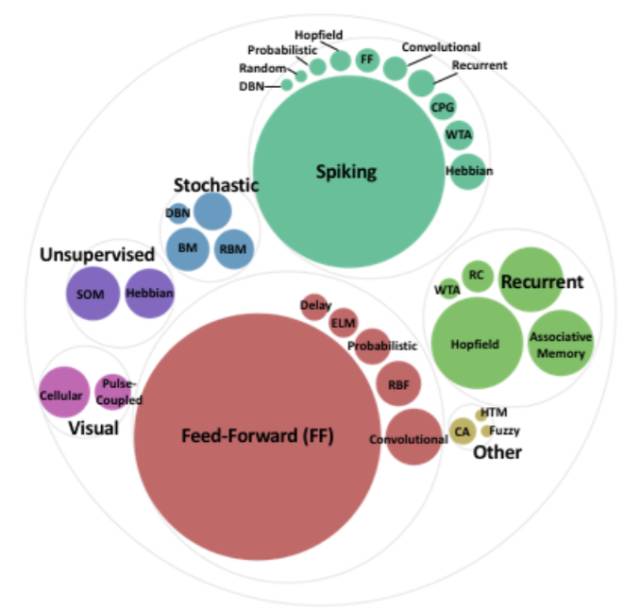 Hopfield
Probabilistic
FF
Convolutional
Random
Recurrent
DBN
CPG
WTA
Spiking
Hebbian
Stochastic
DBN
BM
RBM
Unsupervised
SOM
Hebbian
RC
Recurrent
WTA
Hopfield
Associative
Memory
Delay
ELM
Probabilistic
RBF
Convolutional
Feed-Forward (FF)
Cellular
Pulse-
Coupled
Visual
HTM
CA
Fuzzy
Other